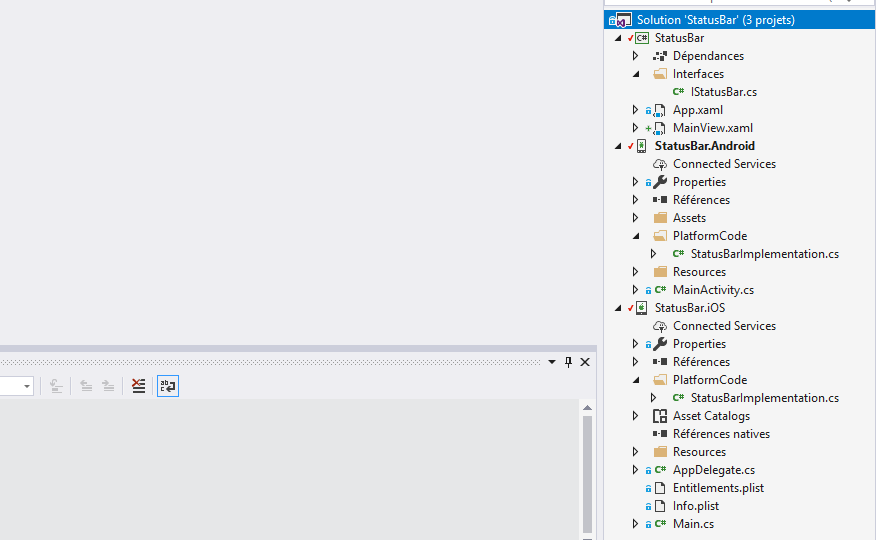 Solution 'StatusBar' (3 projets)
C# StatusBar
Dépendances
Interfaces
C# IStatusBar.cs
App.xaml
MainView.xaml
StatusBar.Android
Connected Services
Properties
Références
Assets
PlatformCode
C# StatusBarImplementation.cs
Resources
C# MainActivity.cs
StatusBar.iOS
Connected Services
Properties
Références
PlatformCode
C# StatusBarImplementation.cs
Asset Catalogs
Références natives
Resources
C# AppDelegate.cs
Entitlements.plist
Info.plist
C# Main.cs
ab
c